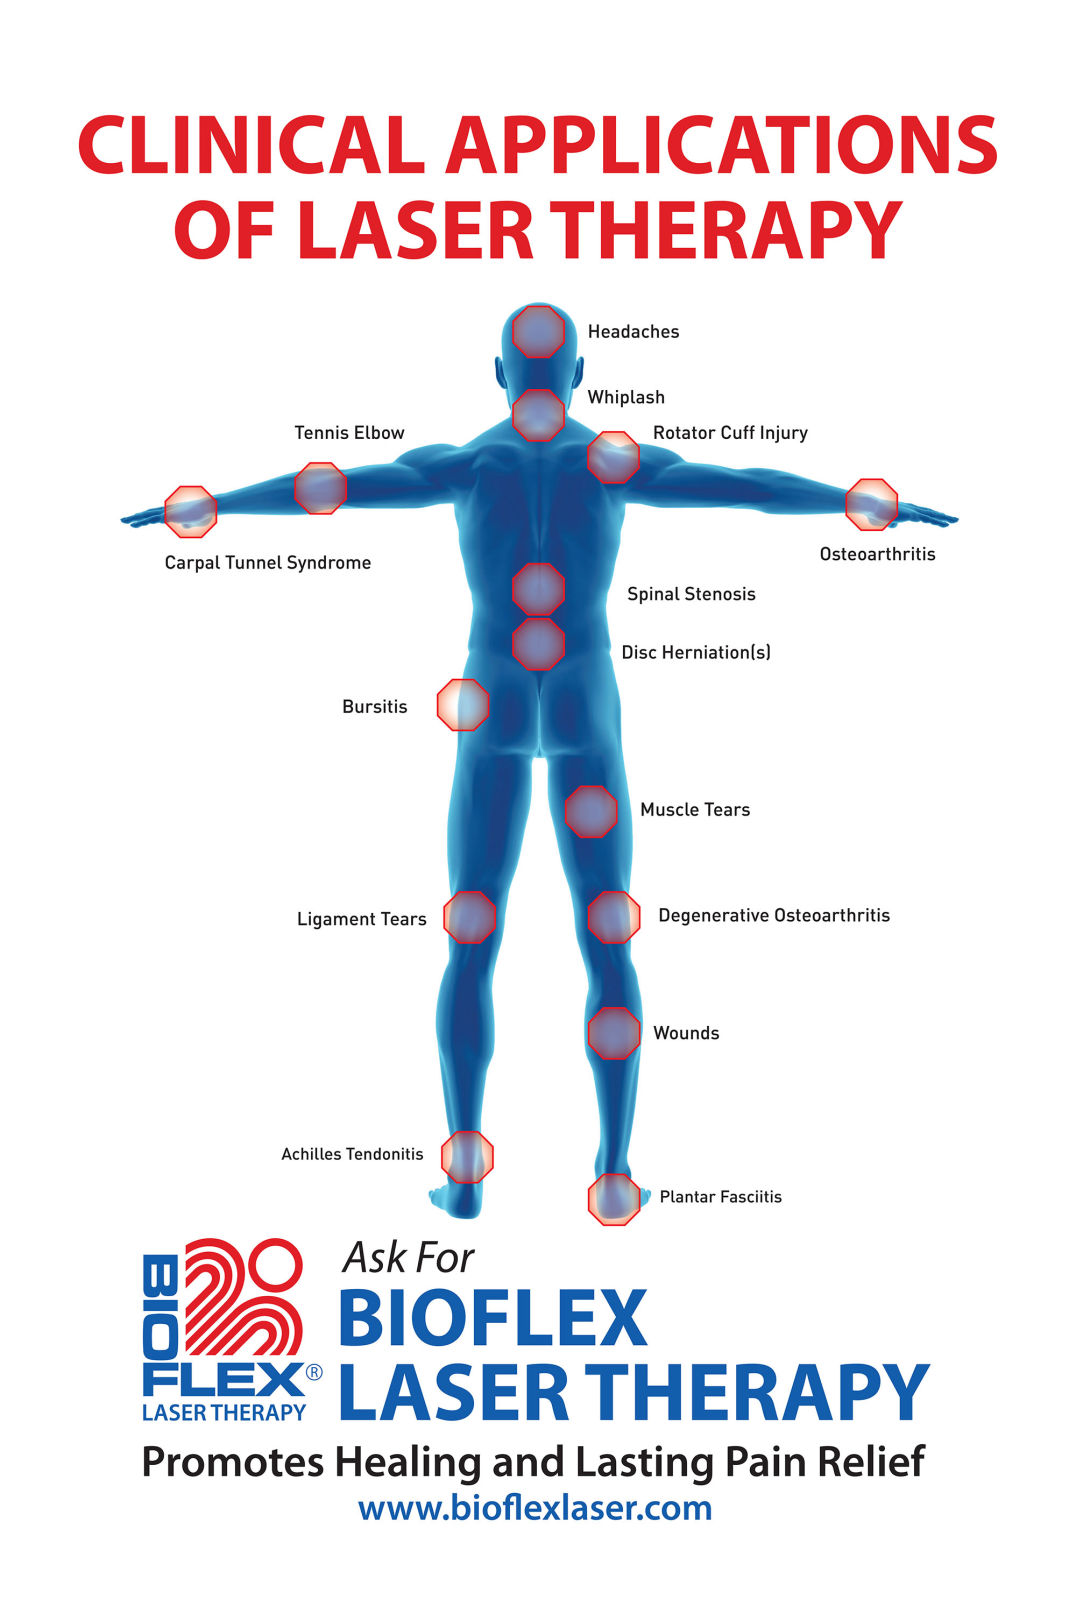 CLINICAL APPLICATIONS
OF LASER THERAPY
Headaches
Whiplash
Tennis Elbow
Rotator Cuff Injury
Carpal Tunnel Syndrome
Osteoarthritis
Spinal Stenosis
Disc Herniation(s)
Bursitis
Muscle Tears
Ligament Tears
Degenerative Osteoarthritis
Wounds
Achilles Tendonitis
Plantar Fasciitis
BIO
FLEX®
LASER THERAPY
Ask For
BIOFLEX
LASER THERAPY
Promotes Healing and Lasting Pain Relief
www.bioflexlaser.com